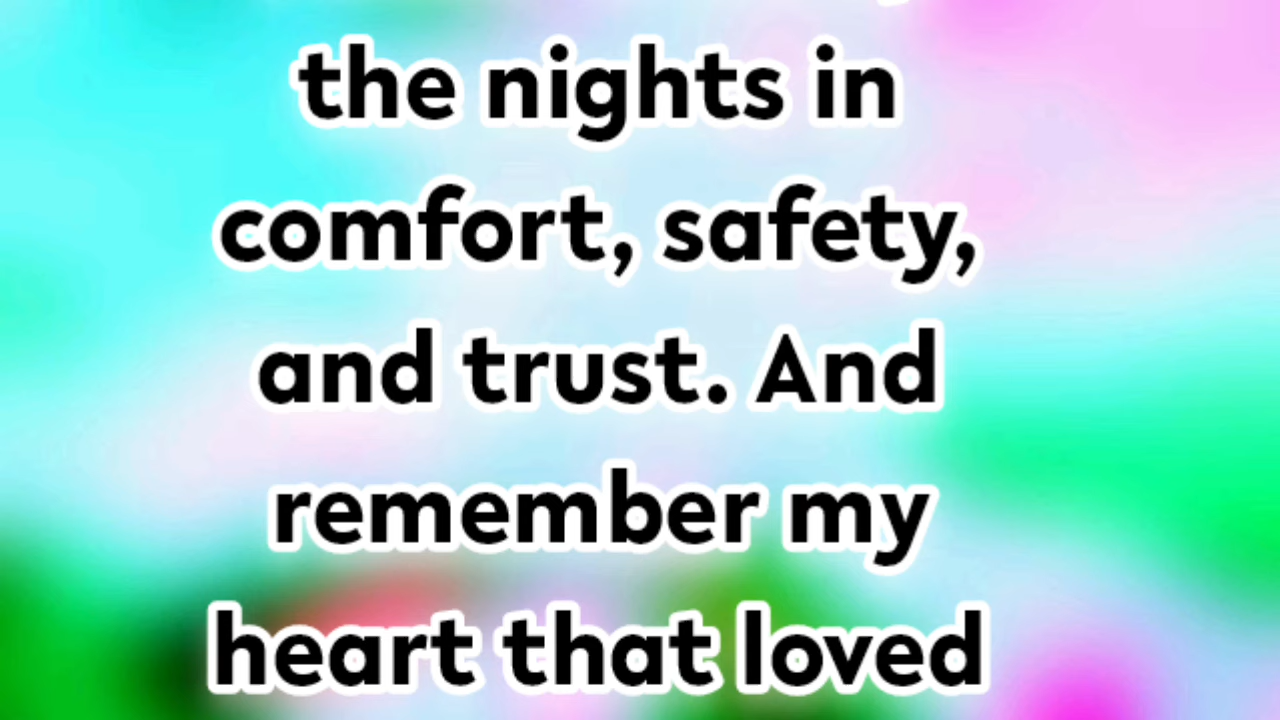 the nights in
comfort, safety,
and trust. And
remember my
heart that loved